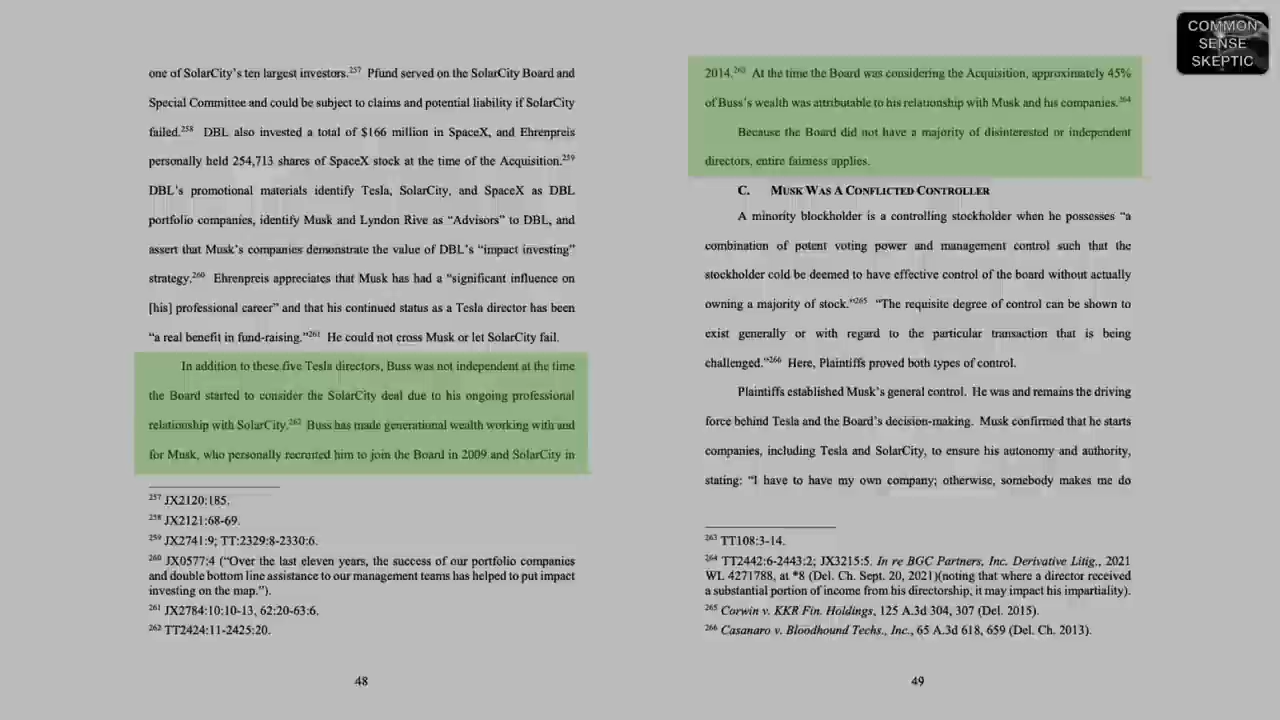 COMMON
SENSE
SKEPTIC
one of SolarCity's ten largest investors.257 Pfund served on the SolarCity Board and
Special Committee and could be subject to claims and potential liability if SolarCity
failed.258 DBL also invested a total of $166 million in SpaceX, and Ehrenpreis
personally held 254,713 shares of SpaceX stock at the time of the Acquisition.259
DBL's promotional materials identify Tesla, SolarCity, and SpaceX as DBL
portfolio companies, identify Musk and Lyndon Rive as "Advisors" to DBL, and
assert that Musk's companies demonstrate the value of DBL's "impact investing"
strategy.260 Ehrenpreis appreciates that Musk has had a "significant influence on
[his] professional career" and that his continued status as a Tesla director has been
"a real benefit in fund-raising."261 He could not cross Musk or let SolarCity fail.
In addition to these five Tesla directors, Buss was not independent at the time
the Board started to consider the SolarCity deal due to his ongoing professional
relationship with SolarCity.262 Buss has made generational wealth working with and
for Musk, who personally recruited him to join the Board in 2009 and SolarCity in
257 JX2120:185.
258 JX2121:68-69.
259 JX2741:9; TT:2329:8-2330:6.
260 JX0577:4 ("Over the last eleven years, the success of our portfolio companies
and double bottom line assistance to our management teams has helped to put impact
investing on the map.").
261 JX2784:10:10-13, 62:20-63:6.
262 TT2424:11-2425:20.
48
2014.263 At the time the Board was considering the Acquisition, approximately 45%
of Buss's wealth was attributable to his relationship with Musk and his companies.264
Because the Board did not have a majority of disinterested or independent
directors, entire fairness applies.
C. MUSK WAS A CONFLICTED CONTROLLER
A minority blockholder is a controlling stockholder when he possesses "a
combination of potent voting power and management control such that the
stockholder cold be deemed to have effective control of the board without actually
owning a majority of stock."265 "The requisite degree of control can be shown to
exist generally or with regard to the particular transaction that is being
challenged."266 Here, Plaintiffs proved both types of control.
Plaintiffs established Musk's general control. He was and remains the driving
force behind Tesla and the Board's decision-making. Musk confirmed that he starts
companies, including Tesla and SolarCity, to ensure his autonomy and authority,
stating: "I have to have my own company; otherwise, somebody makes me do
263 TT108:3-14.
264 TT2442:6-2443:2; JX3215:5. In re BGC Partners, Inc. Derivative Litig., 2021
WL 4271788, at *8 (Del. Ch. Sept. 20, 2021)(noting that where a director received
a substantial portion of income from his directorship, it may impact his impartiality).
265 Corwin v. KKR Fin. Holdings, 125 A.3d 304, 307 (Del. 2015).
266 Casanaro v. Bloodhound Techs., Inc., 65 A.3d 618, 659 (Del. Ch. 2013).
49